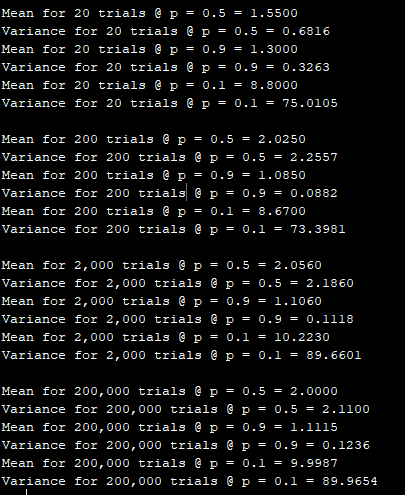 Mean for 20 trials @ p = 0.5 = 1.5500
Variance for 20 trials @ p = 0.5 = 0.6816
Mean for 20 trials @ p = 0.9 = 1.3000
Variance for 20 trials @ p = 0.9 = 0.3263
Mean for 20 trials @ p = 0.1 = 8.8000
Variance for 20 trials @ p = 0.1 = 75.0105
Mean for 200 trials @ p = 0.5 = 2.0250
Variance for 200 trials @ p = 0.5 = 2.2557
Mean for 200 trials @ p = 0.9 = 1.0850
Variance for 200 trials @ p = 0.9 = 0.0882
Mean for 200 trials @ p = 0.1 = 8.6700
Variance for 200 trials @ p = 0.1 = 73.3981
Mean for 2,000 trials @ p = 0.5 = 2.0560
Variance for 2,000 trials @ p = 0.5 = 2.1860
Mean for 2,000 trials @ p = 0.9 = 1.1060
Variance for 2,000 trials @ p = 0.9 = 0.1118
Mean for 2,000 trials @ p = 0.1 = 10.2230
Variance for 2,000 trials @ p = 0.1 = 89.6601
Mean for 200,000 trials @ p = 0.5 = 2.0000
Variance for 200,000 trials @ p = 0.5 = 2.1100
Mean for 200,000 trials @ p = 0.9 = 1.1115
Variance for 200,000 trials @ p = 0.9 = 0.1236
Mean for 200,000 trials @ p = 0.1 = 9.9987
Variance for 200,000 trials @ p = 0.1 = 89.9654